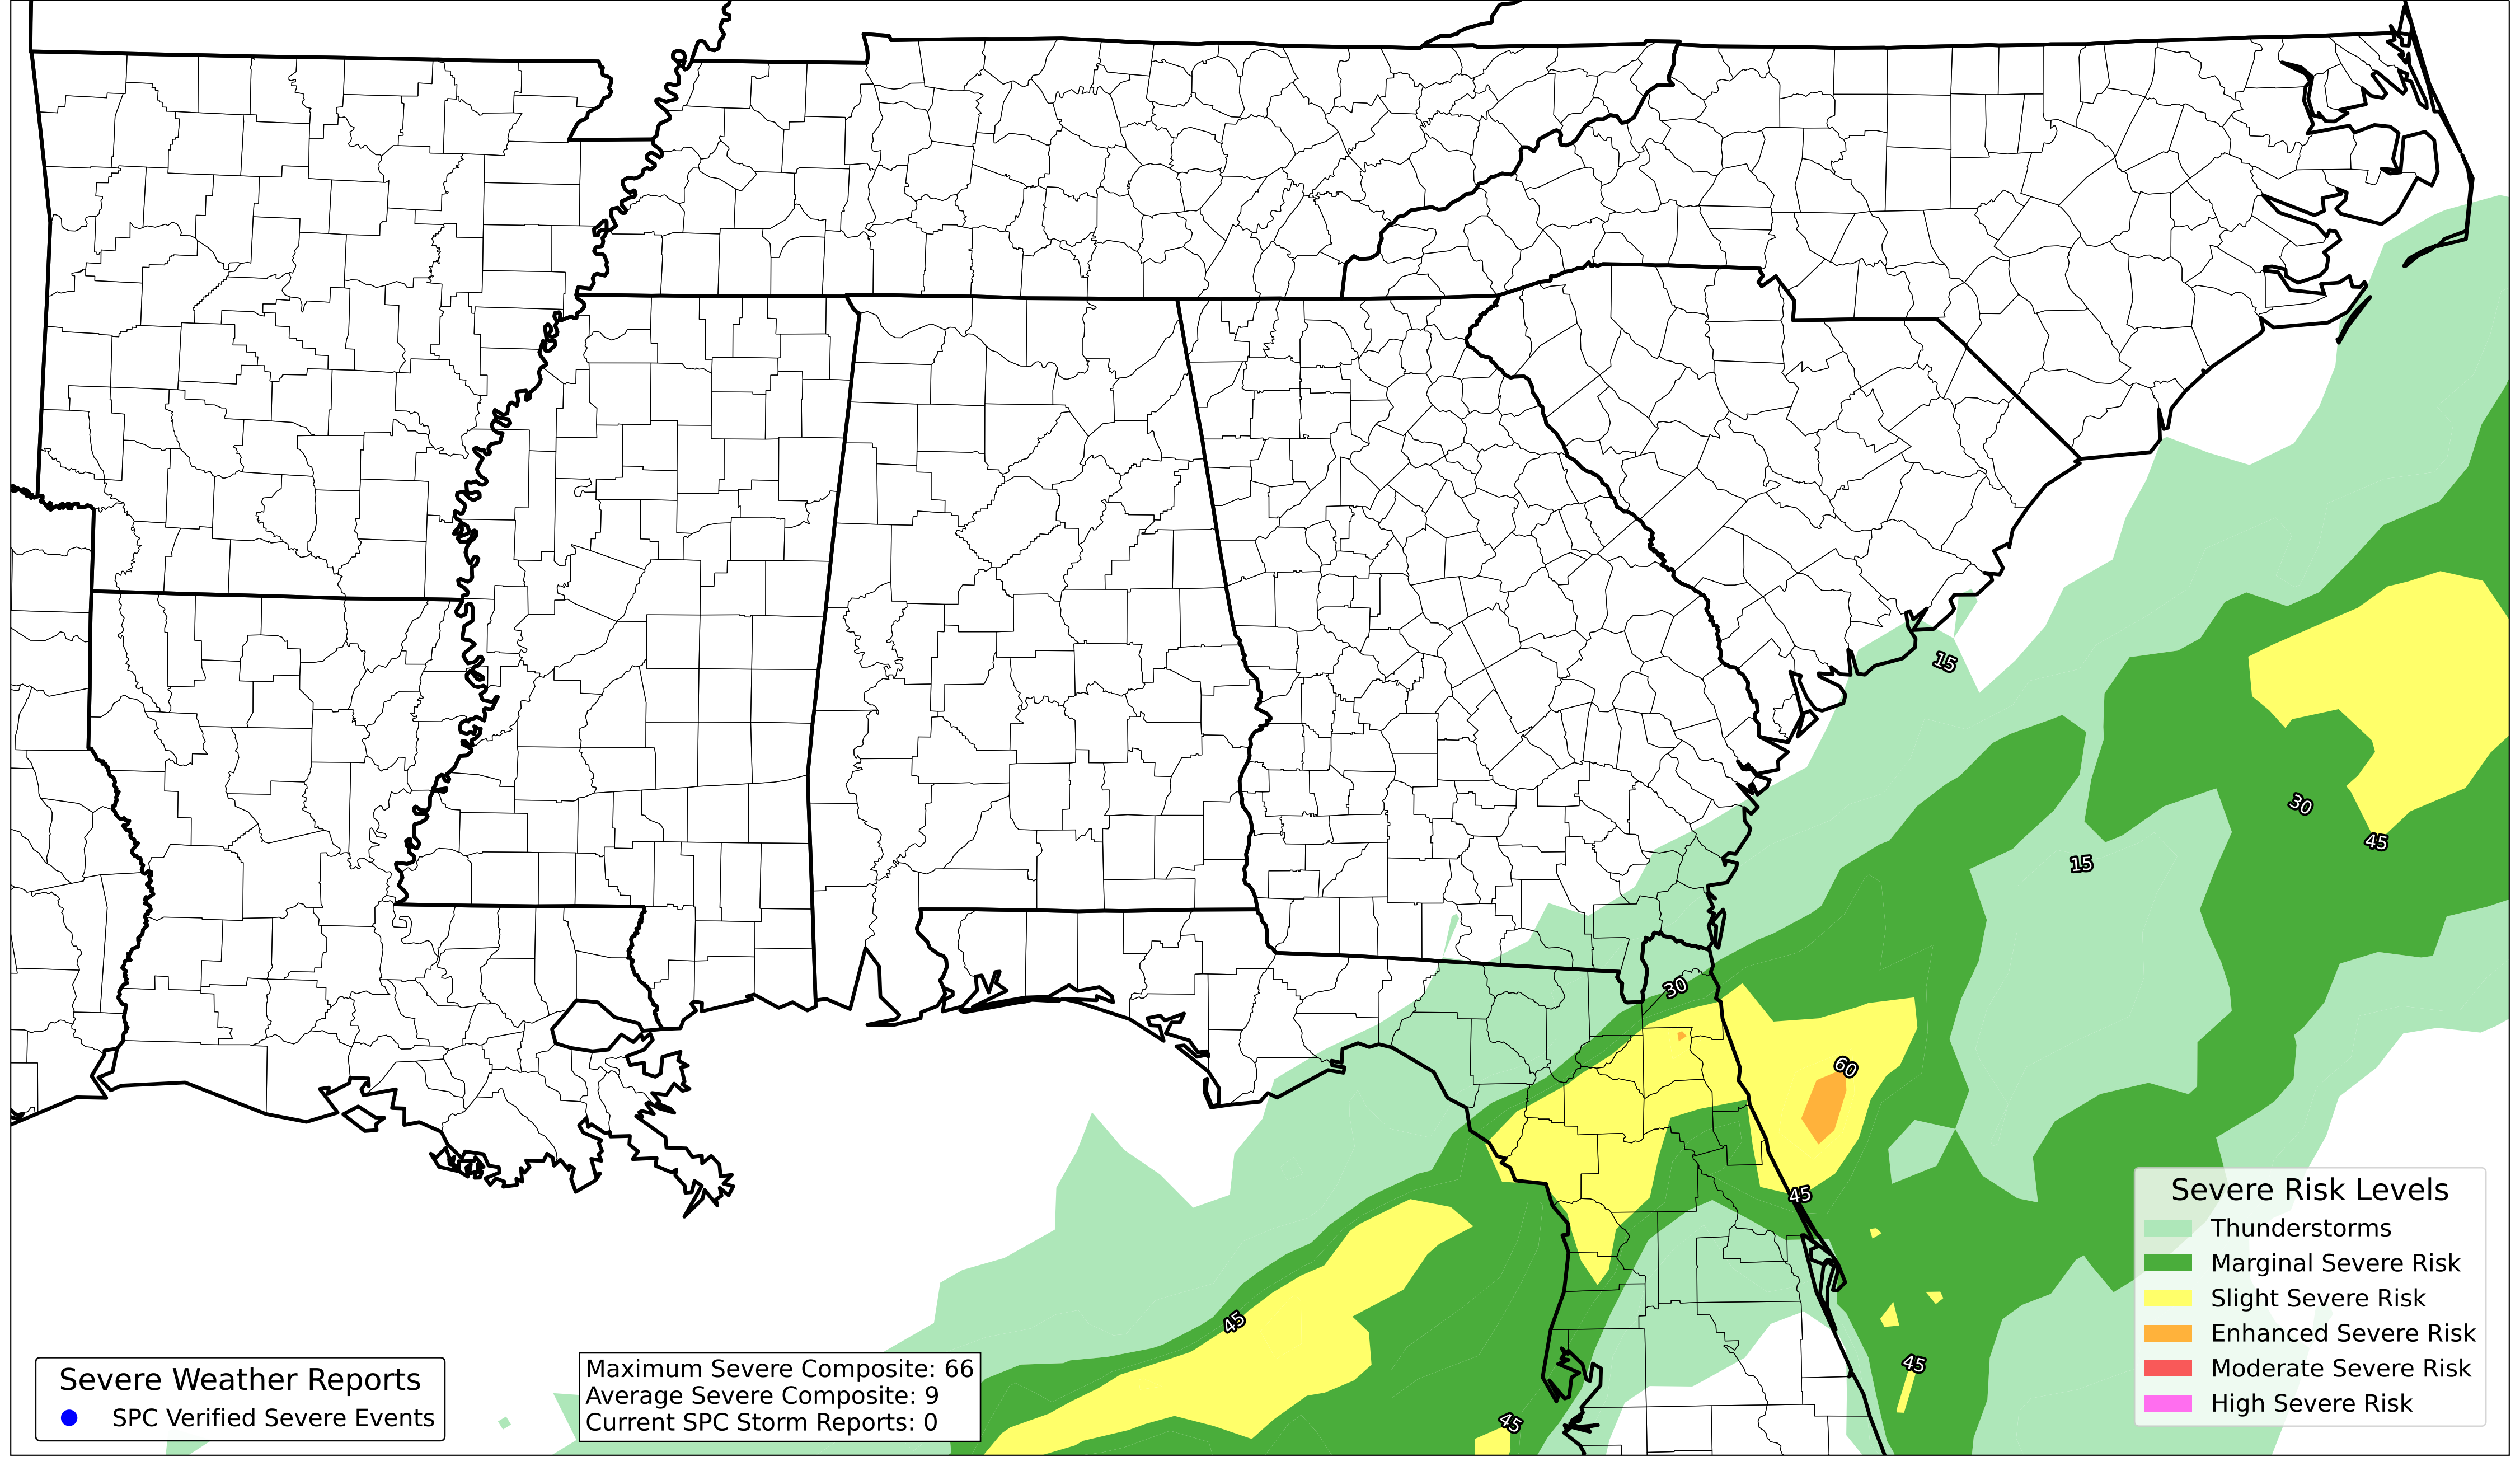 15
30
45
15
30
60
45
45
45
45
Severe Risk Levels
Thunderstorms
Marginal Severe Risk
Slight Severe Risk
Enhanced Severe Risk
Moderate Severe Risk
High Severe Risk
Severe Weather Reports
SPC Verified Severe Events
Maximum Severe Composite: 66
Average Severe Composite: 9
Current SPC Storm Reports: 0